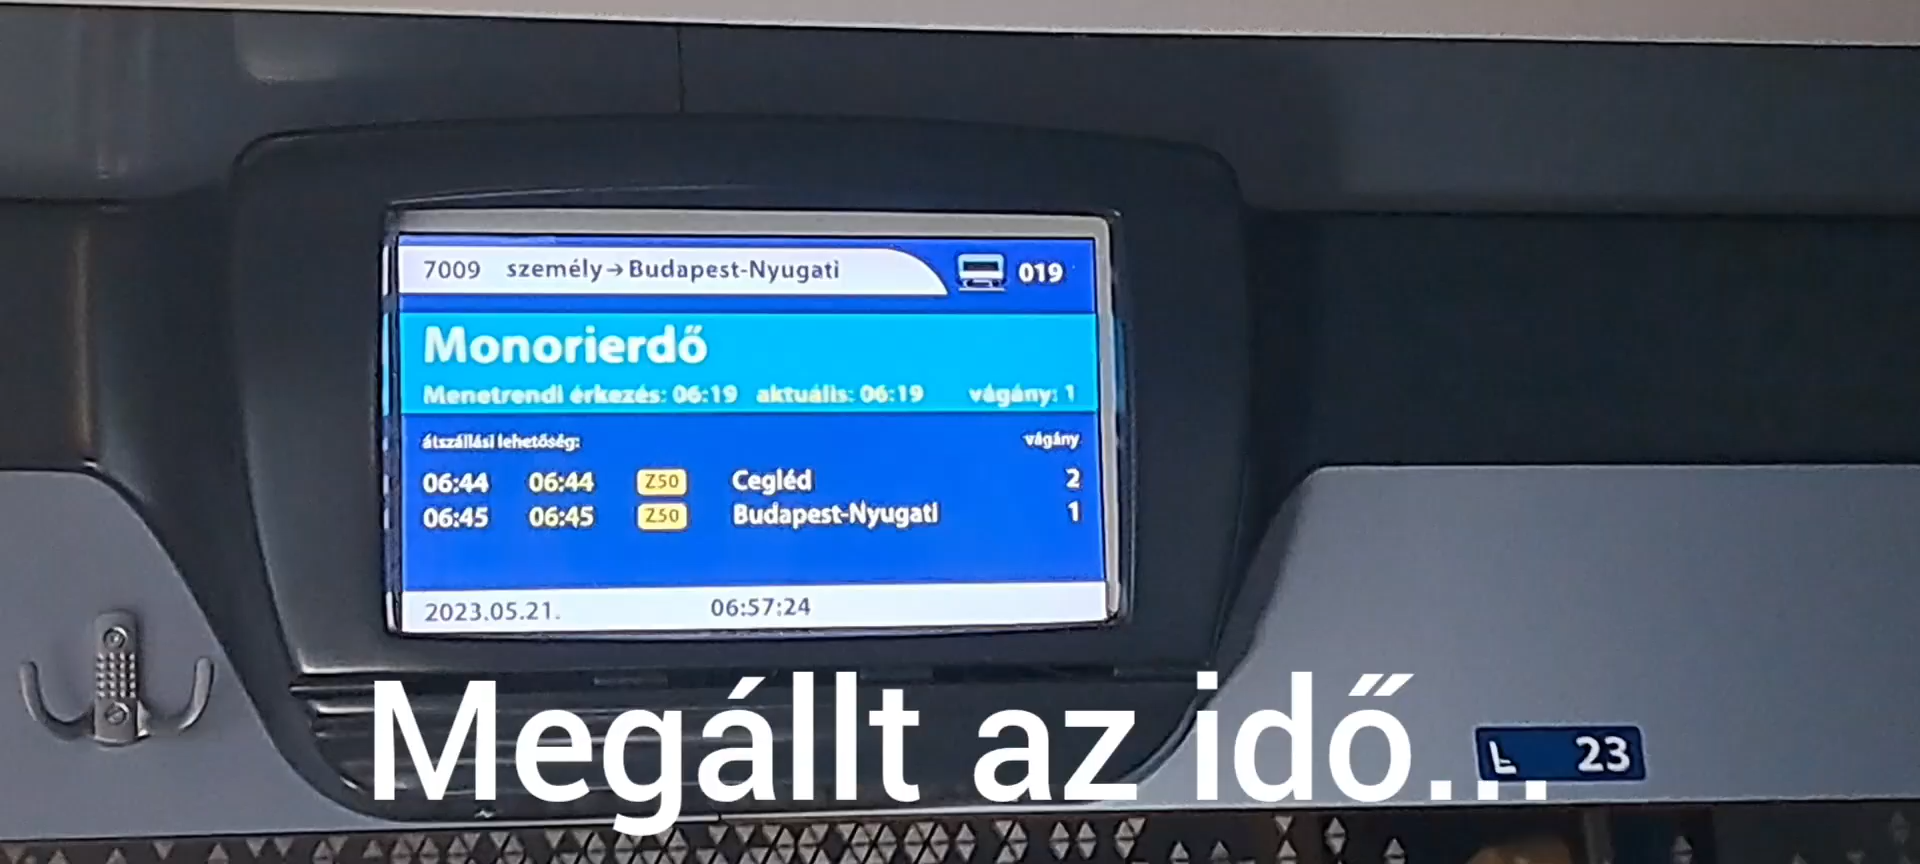 7009 személy→Budapest-Nyugati 019
Monorierdő
Menetrendi érkezés: 06:19 aktuális: 06:19 vágány: 1
átszállási lehetőség: vágány
06:44 06:44 Z50 Cegléd 2
06:45 06:45 Z50 Budapest-Nyugati 1
2023.05.21. 06:57:24
Megállt az idő...
23